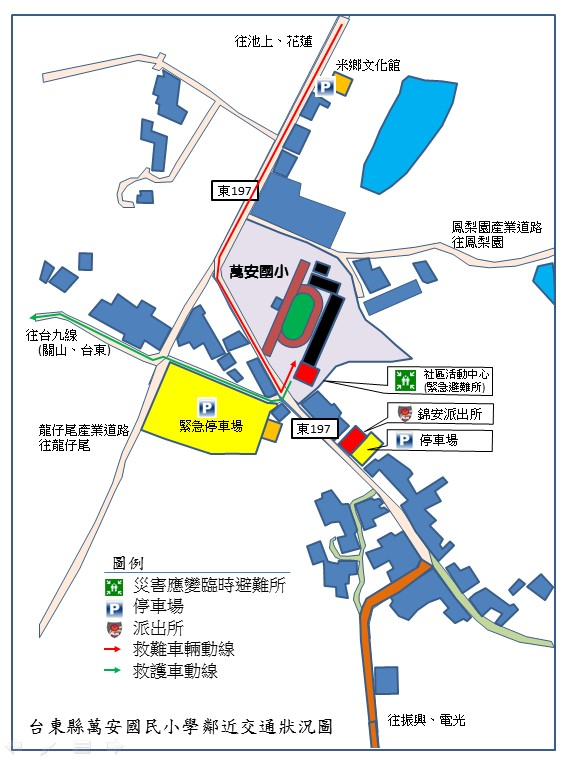 往池上、花蓮
米鄉文化館
P
東197
鳳梨園產業道路
往鳳梨園
萬安國小
往台九線
(關山、台東)
社區活動中心
(緊急避難所)
錦安派出所
P 停車場
P
緊急停車場
東197
龍仔尾產業道路
往龍仔尾
圖例
災害應變臨時避難所
P 停車場
派出所
救難車輛動線
救護車動線
往振興、電光
台東縣萬安國民小學鄰近交通狀況圖